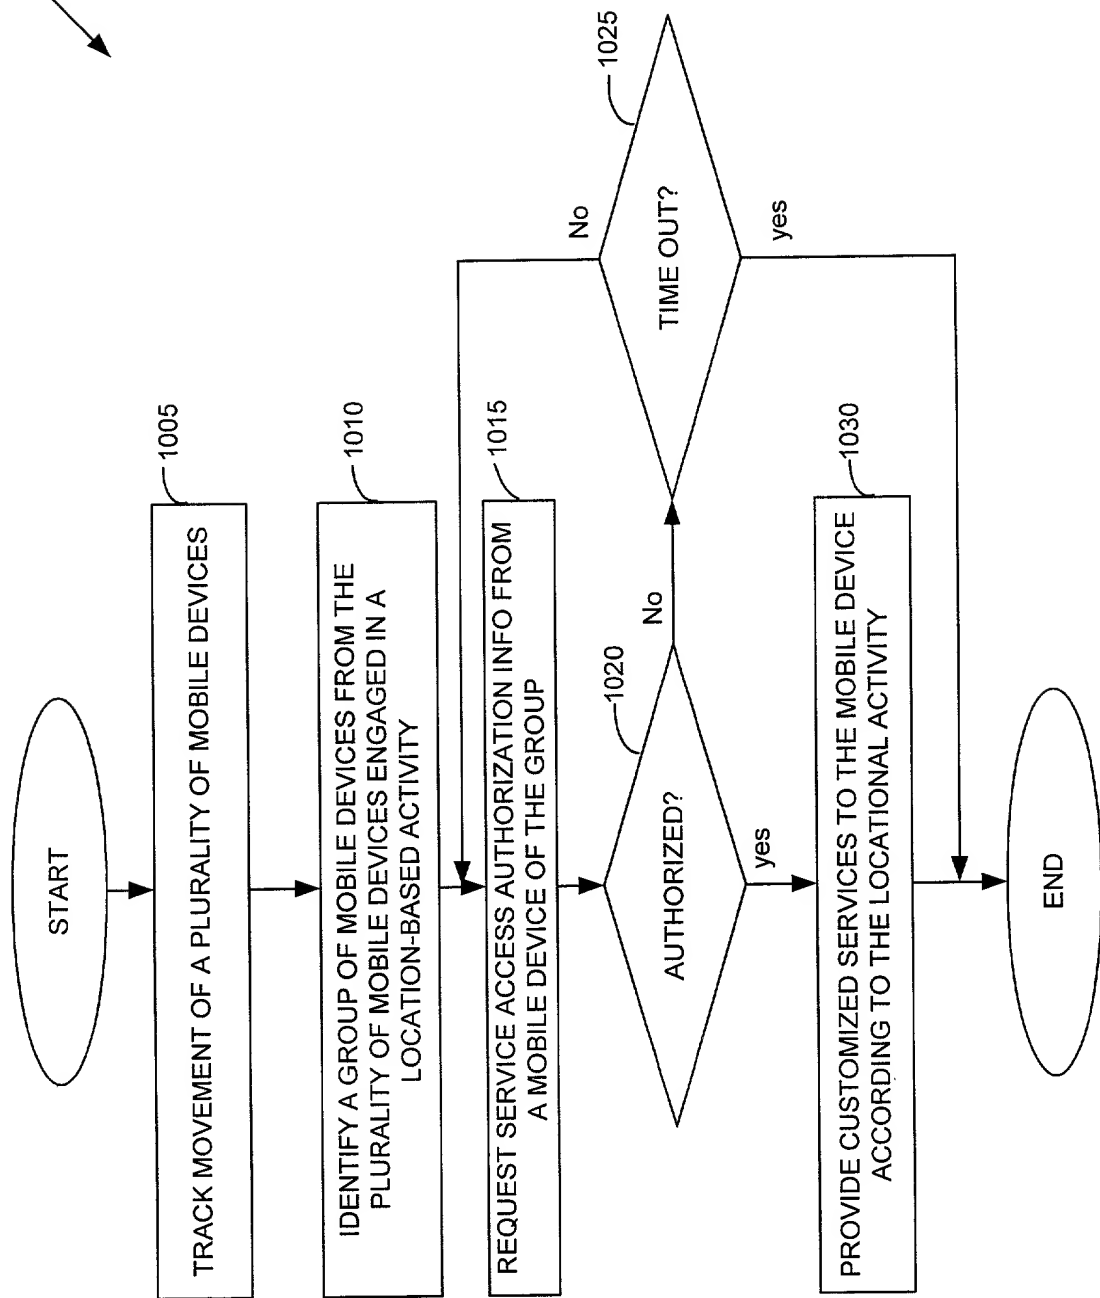 START
TRACK MOVEMENT OF A PLURALITY OF MOBILE DEVICES
1005
IDENTIFY A GROUP OF MOBILE DEVICES FROM THE
PLURALITY OF MOBILE DEVICES ENGAGED IN A
LOCATION-BASED ACTIVITY
1010
REQUEST SERVICE ACCESS AUTHORIZATION INFO FROM
A MOBILE DEVICE OF THE GROUP
1015
AUTHORIZED?
1020
No
yes
TIME OUT?
1025
No
yes
PROVIDE CUSTOMIZED SERVICES TO THE MOBILE DEVICE
ACCORDING TO THE LOCATIONAL ACTIVITY
1030
END